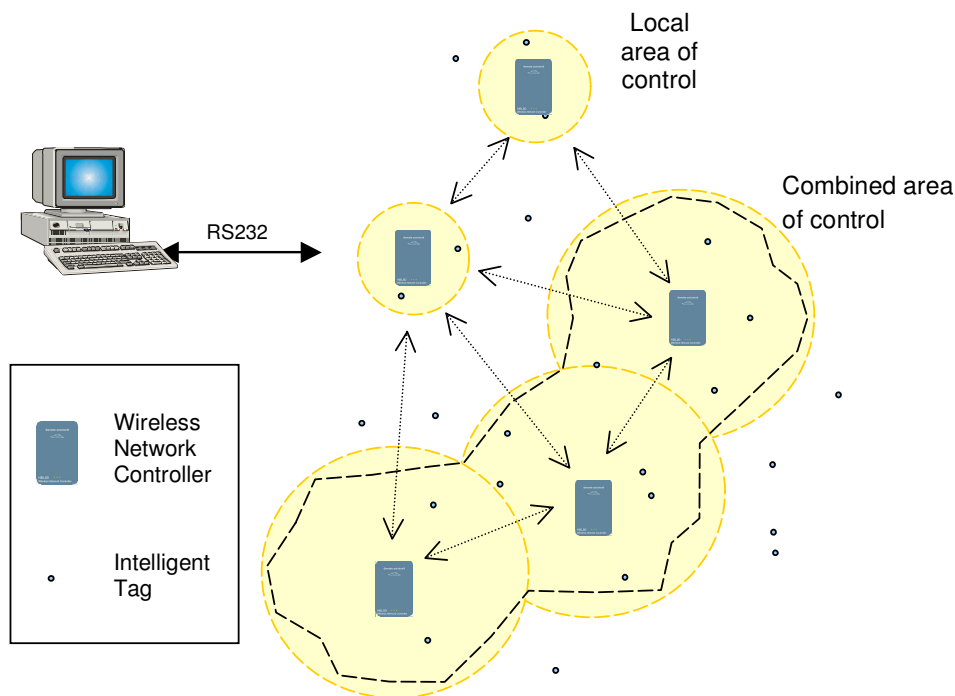 Local
area of
control
Combined area
of control
RS232
Wireless
Network
Controller
Intelligent
Tag